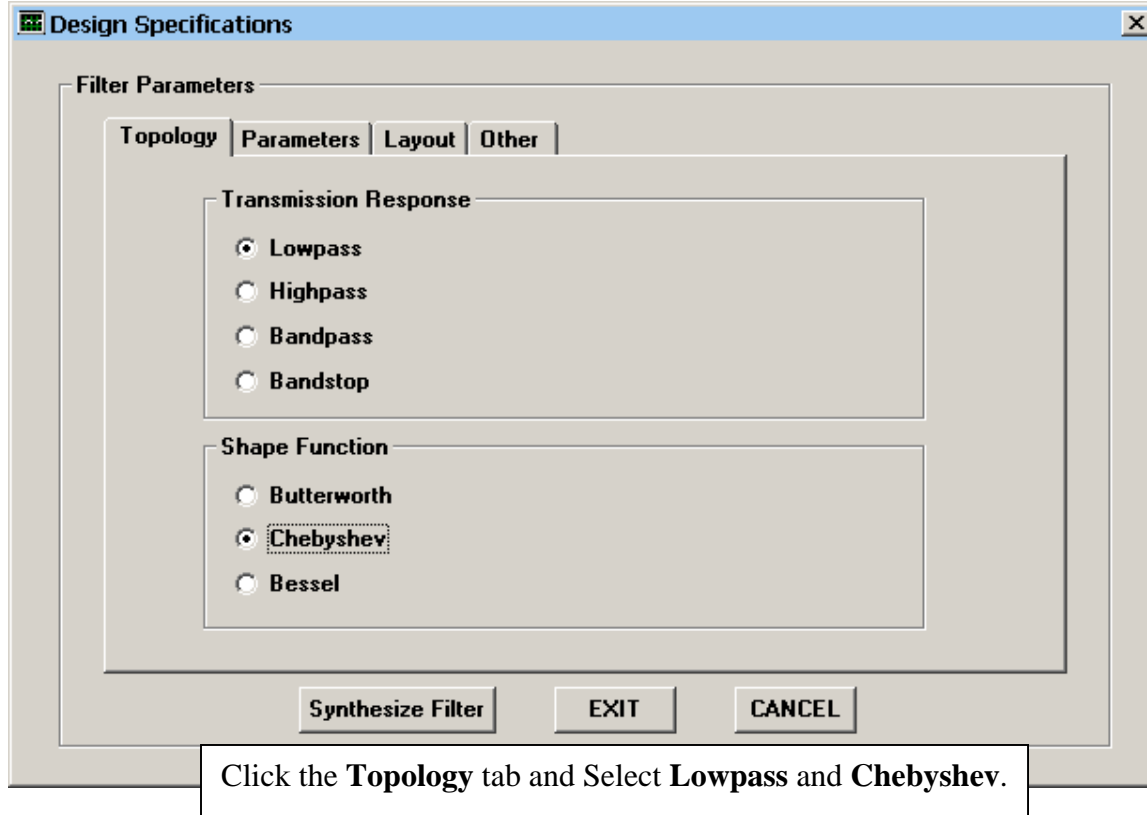 Design Specifications
Filter Parameters
Topology Parameters Layout Other
Transmission Response
Lowpass
Highpass
Bandpass
Bandstop
Shape Function
Butterworth
Chebyshev
Bessel
Synthesize Filter EXIT CANCEL
Click the Topology tab and Select Lowpass and Chebyshev.